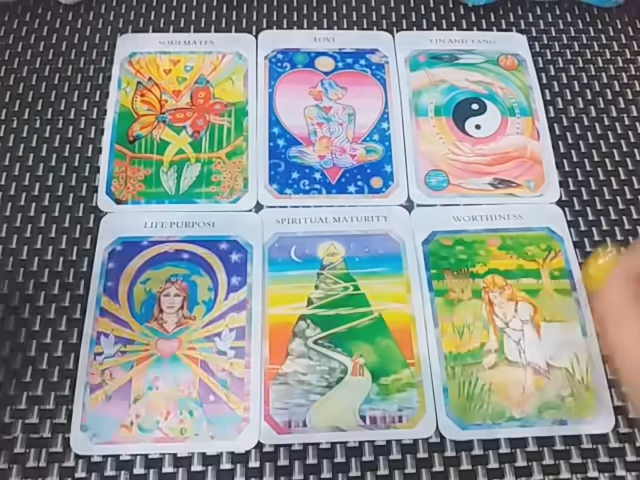 SOULMATES
LOVE
YIN AND YANG
LIFE PURPOSE
SPIRITUAL MATURITY
WORTHINESS